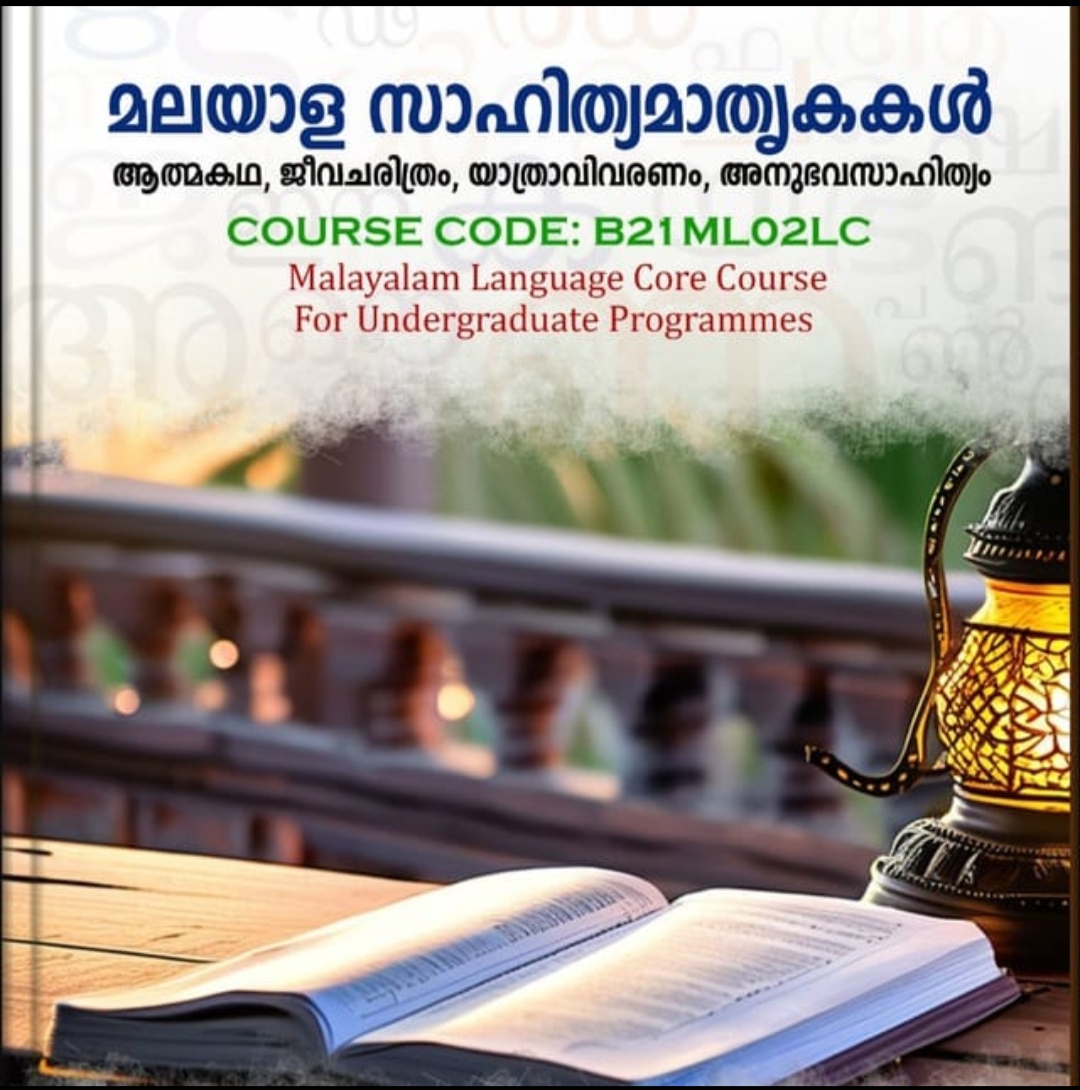 മലയാള സാഹിത്യമാതൃകകൾ
ആത്മകഥ, ജീവചരിത്രം, യാത്രാവിവരണം, അനുഭവസാഹിത്യം
COURSE CODE: B21ML02LC
Malayalam Language Core Course
For Undergraduate Programmes